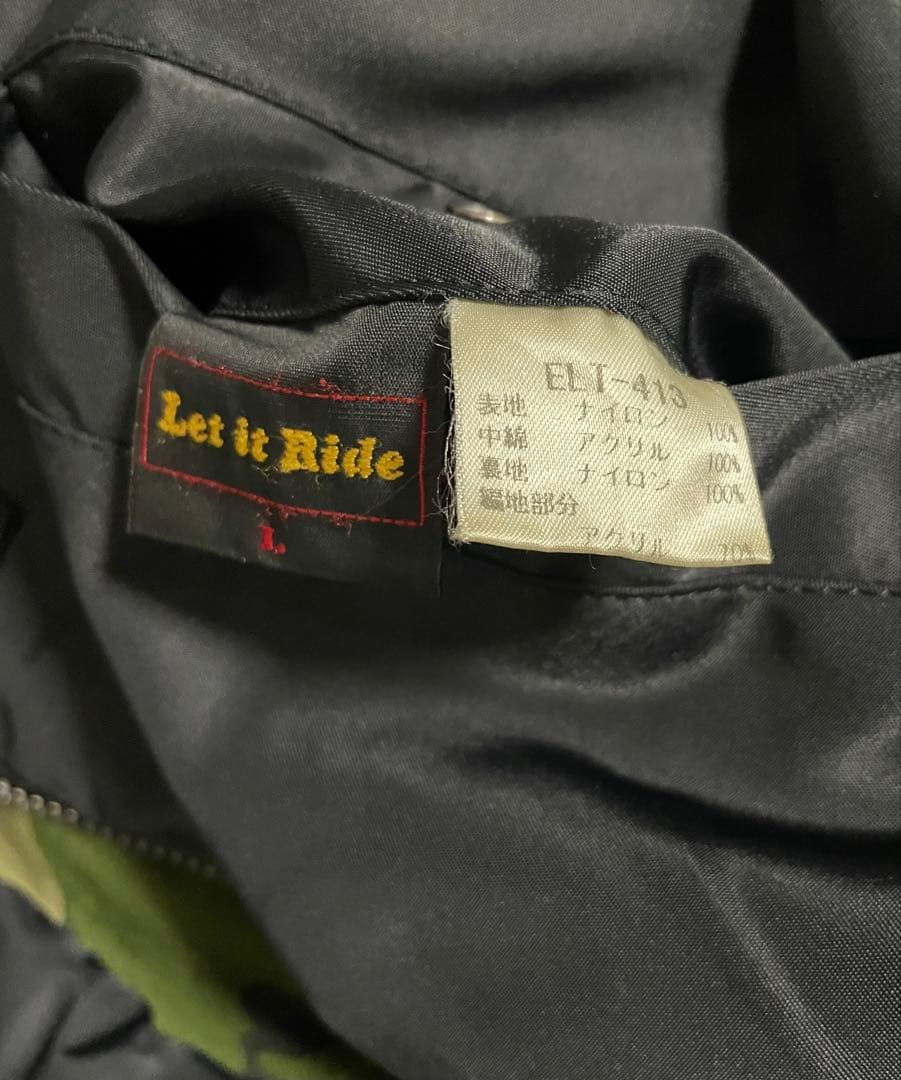 Let it Ride
L
ELT-413
表地 ナイロン 100%
中綿 アクリル 100%
裏地 ナイロン 100%
編地部分
アクリル 20%